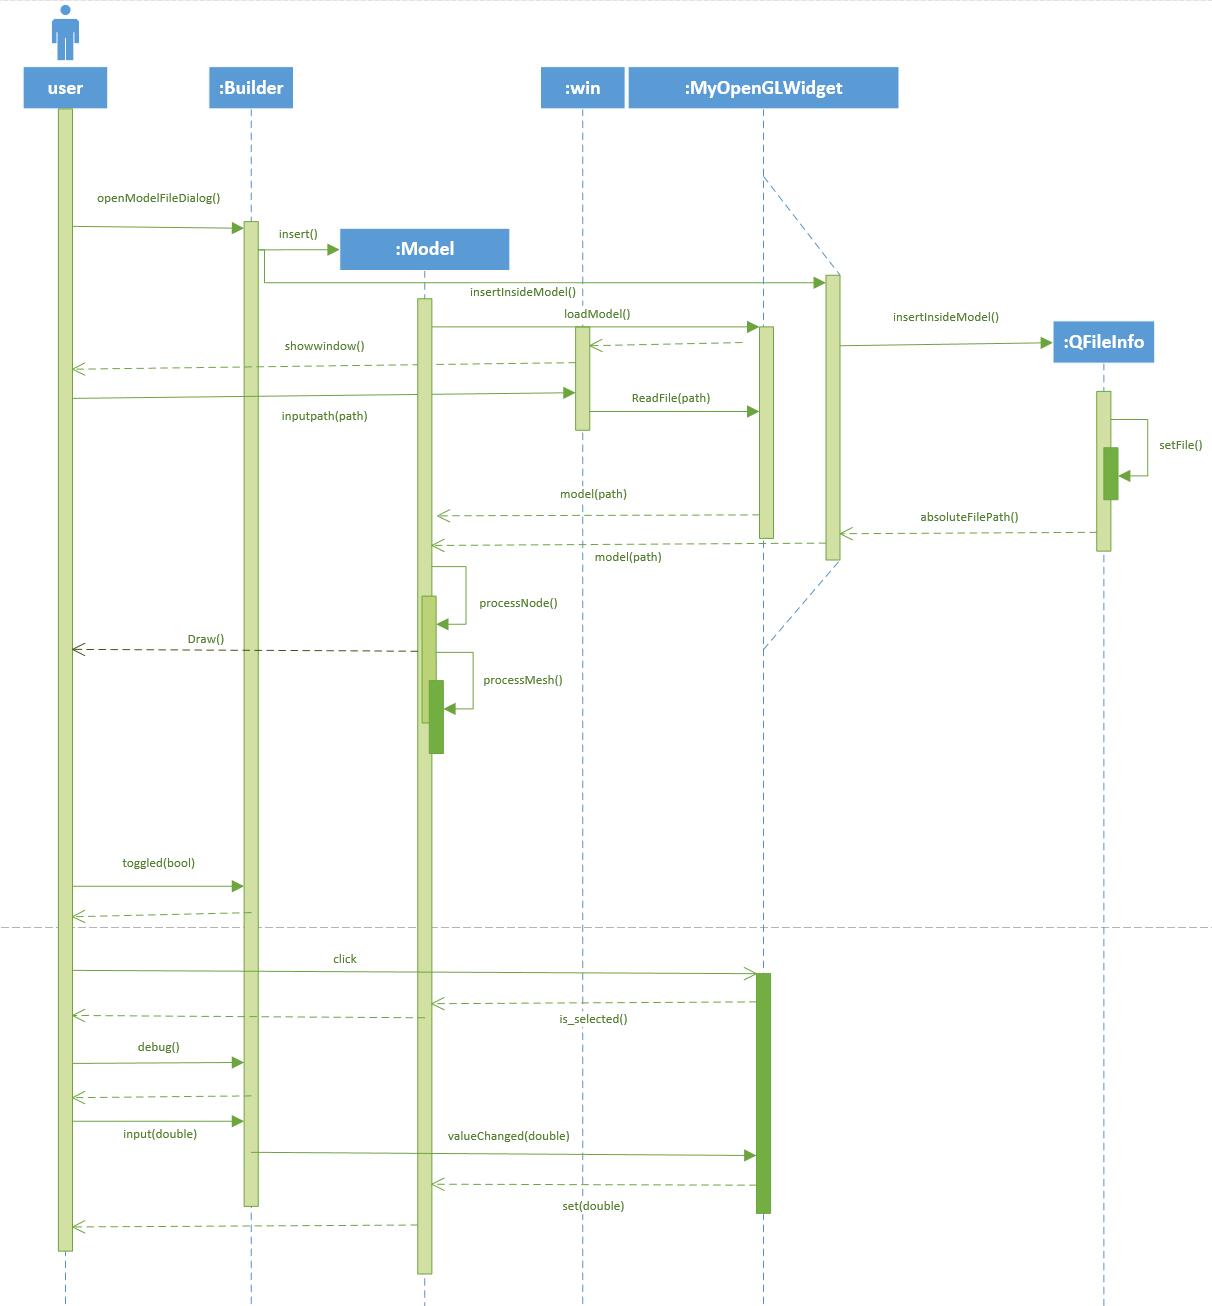 user
:Builder
:win
:MyOpenGLWidget
openModelFileDialog()
insert()
:Model
insertInsideModel()
loadModel()
insertInsideModel()
:QFileInfo
showwindow()
ReadFile(path)
inputpath(path)
setFile()
model(path)
absoluteFilePath()
model(path)
processNode()
Draw()
processMesh()
toggled(bool)
click
is_selected()
debug()
input(double)
valueChanged(double)
set(double)